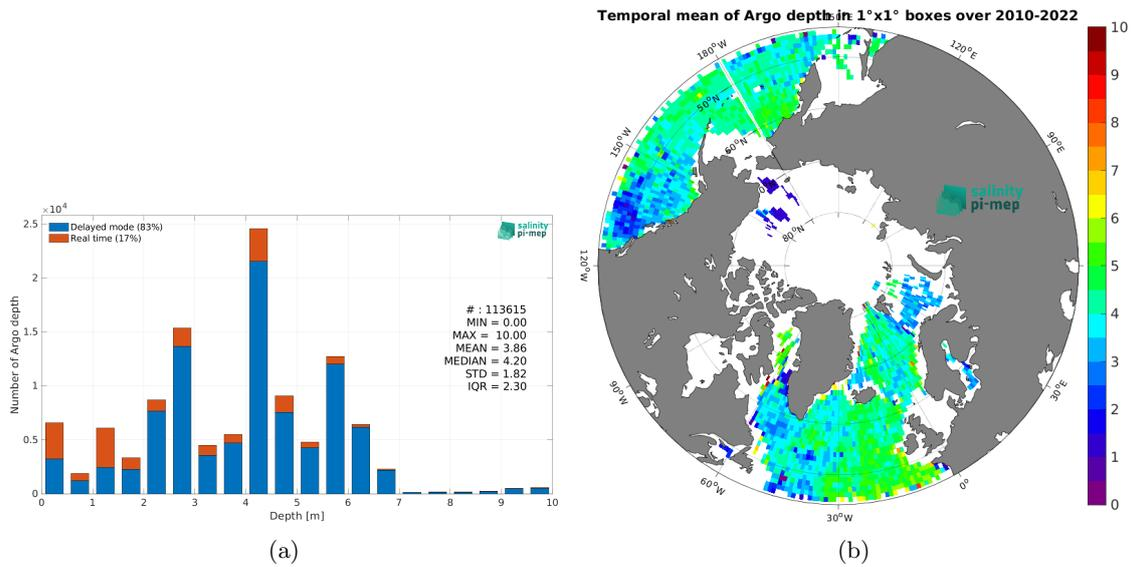 Temporal mean of Argo depth in 1°x1° boxes over 2010-2022
×10⁴
Delayed mode (83%)
Real time (17%)
salinity
pi-mep
# : 113615
MIN = 0.00
MAX = 10.00
MEAN = 3.86
MEDIAN = 4.20
STD = 1.82
IQR = 2.30
Number of Argo depth
2.5
2
1.5
1
0.5
0
0 1 2 3 4 5 6 7 8 9 10
Depth [m]
(a)
180°W
120°E
150°W
90°E
120°W
30°E
90°W
60°W
0°
30°W
50°N
60°N
80°N
salinity
pi-mep
10
9
8
7
6
5
4
3
2
1
0
(b)